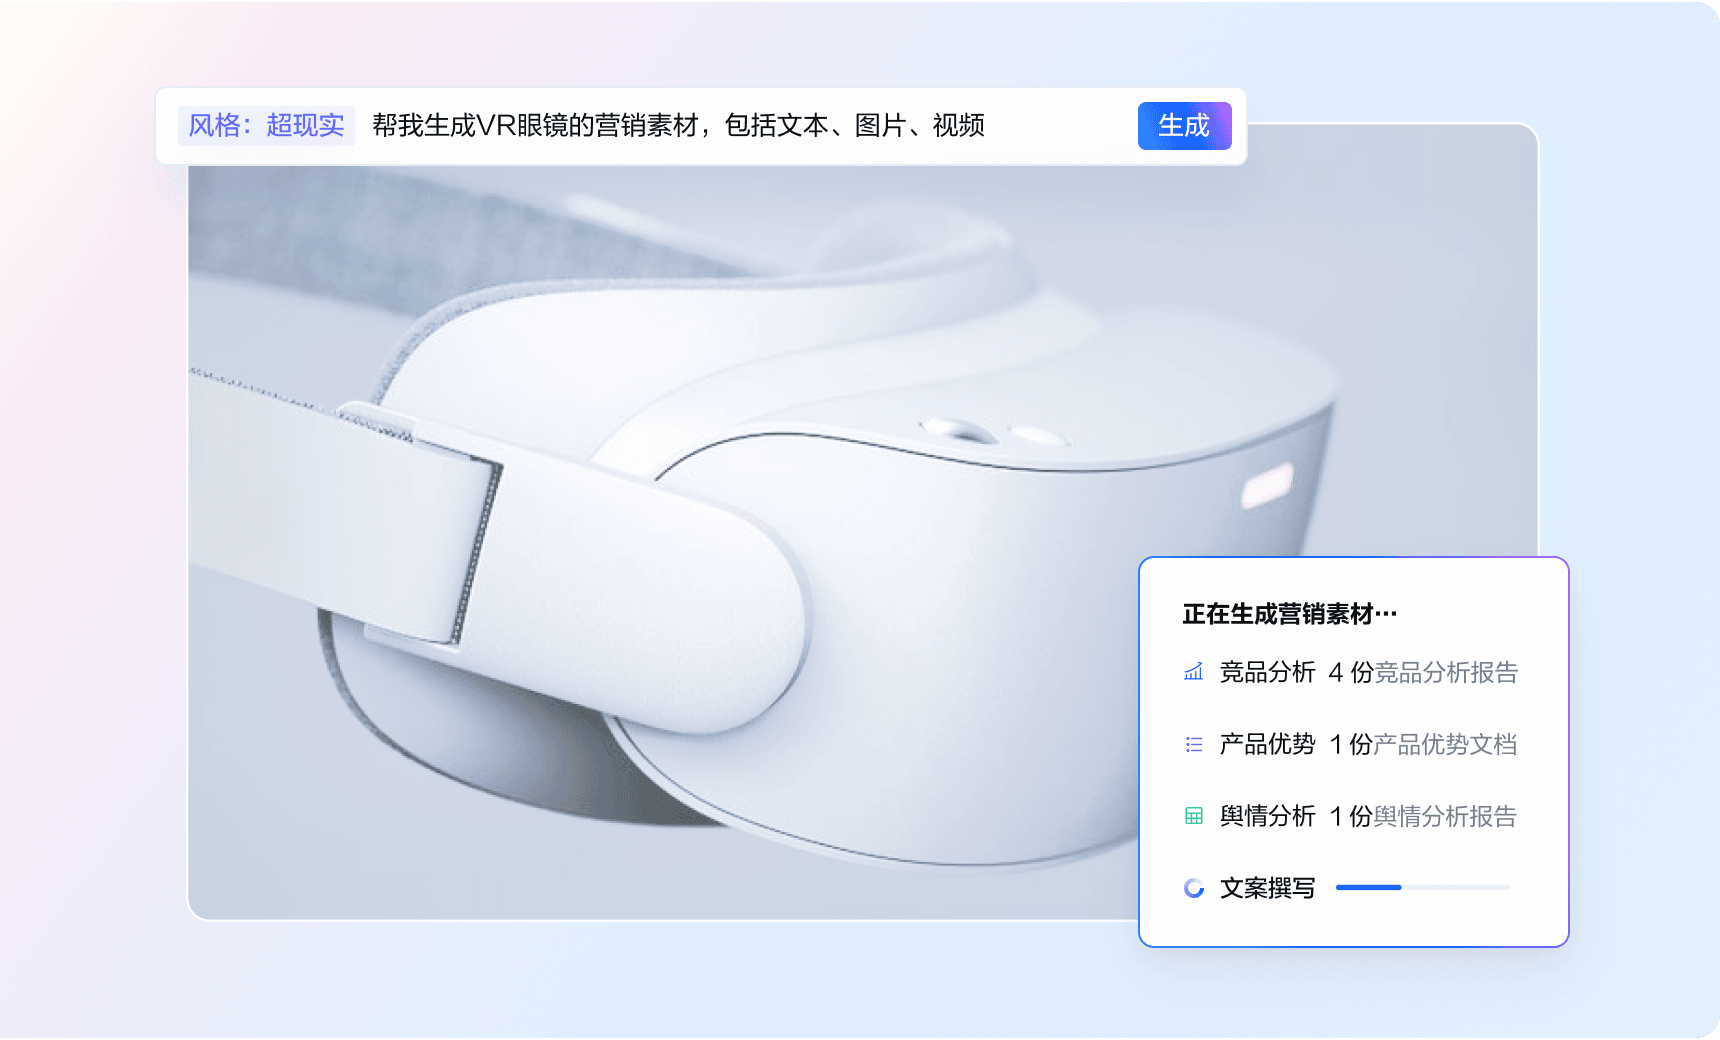 风格：超现实 帮我生成VR眼镜的营销素材，包括文本、图片、视频 生成
正在生成营销素材…
竞品分析 4 份竞品分析报告
产品优势 1 份产品优势文档
舆情分析 1 份舆情分析报告
文案撰写